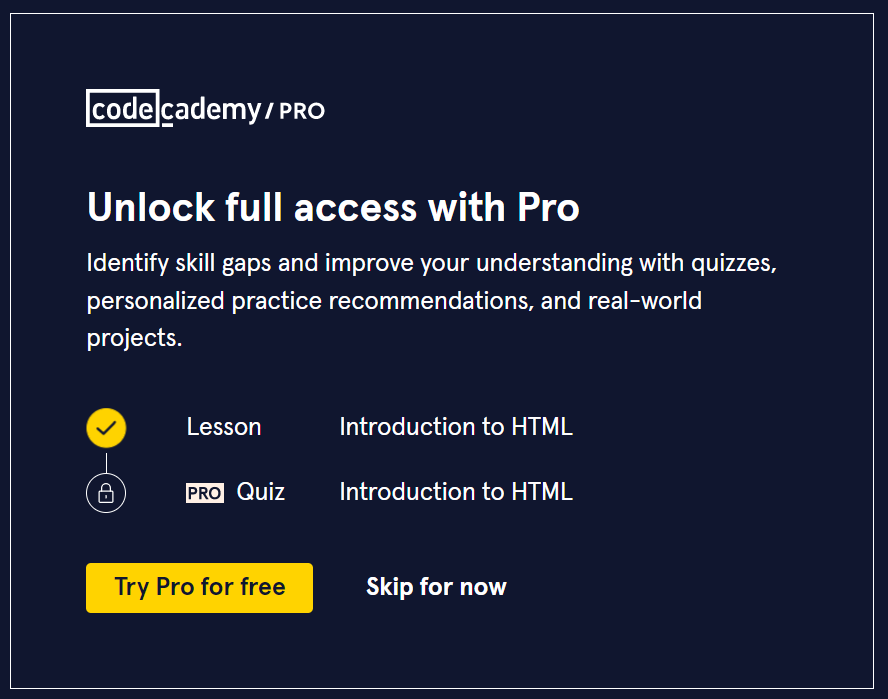 codecademy / PRO
Unlock full access with Pro
Identify skill gaps and improve your understanding with quizzes,
personalized practice recommendations, and real-world
projects.
Lesson Introduction to HTML
PRO Quiz Introduction to HTML
Try Pro for free Skip for now